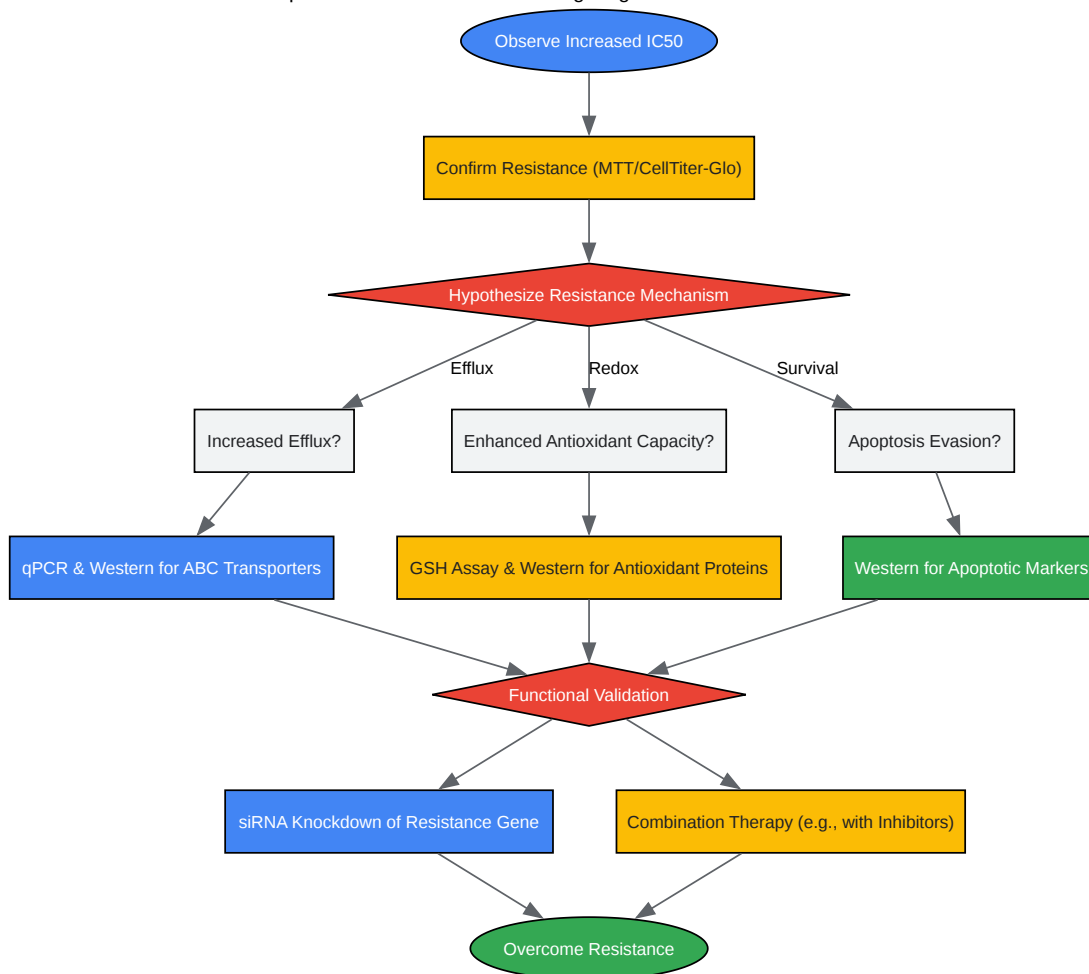 Observe Increased IC50
Confirm Resistance (MTT/CellTiter-Glo)
Hypothesize Resistance Mechanism
Efflux
Redox
Survival
Increased Efflux?
Enhanced Antioxidant Capacity?
Apoptosis Evasion?
qPCR & Western for ABC Transporters
GSH Assay & Western for Antioxidant Proteins
Western for Apoptotic Markers
Functional Validation
siRNA Knockdown of Resistance Gene
Combination Therapy (e.g., with Inhibitors)
Overcome Resistance